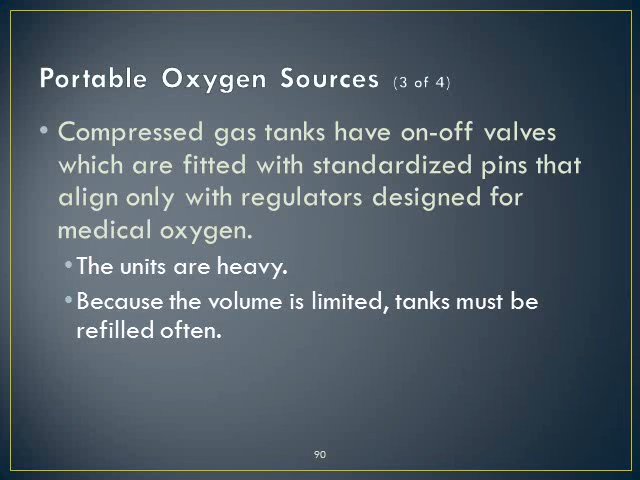 Portable Oxygen Sources (3 of 4)
• Compressed gas tanks have on-off valves
which are fitted with standardized pins that
align only with regulators designed for
medical oxygen.
• The units are heavy.
• Because the volume is limited, tanks must be
refilled often.
90